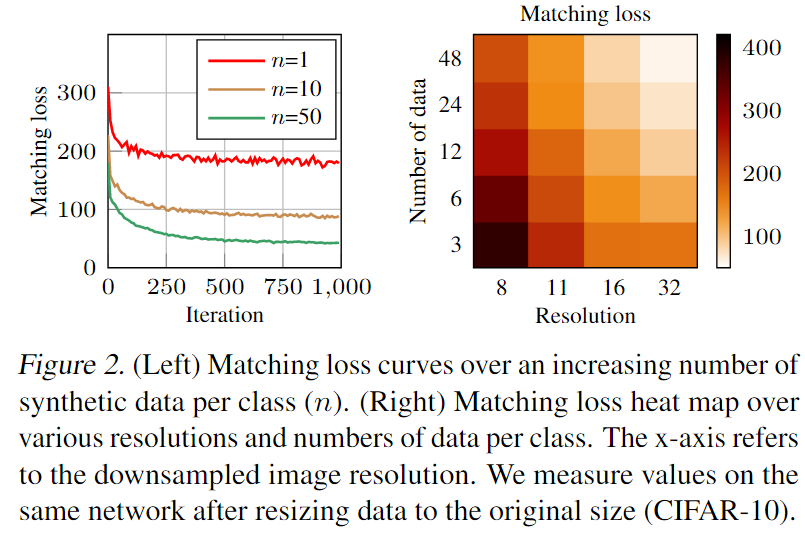 Matching loss
300
200
100
0
0 250 500 750 1,000
Iteration
n=1
n=10
n=50
Matching loss
Number of data
48
24
12
6
3
8 11 16 32
Resolution
400
300
200
100
Figure 2. (Left) Matching loss curves over an increasing number of
synthetic data per class (n). (Right) Matching loss heat map over
various resolutions and numbers of data per class. The x-axis refers
to the downsampled image resolution. We measure values on the
same network after resizing data to the original size (CIFAR-10).